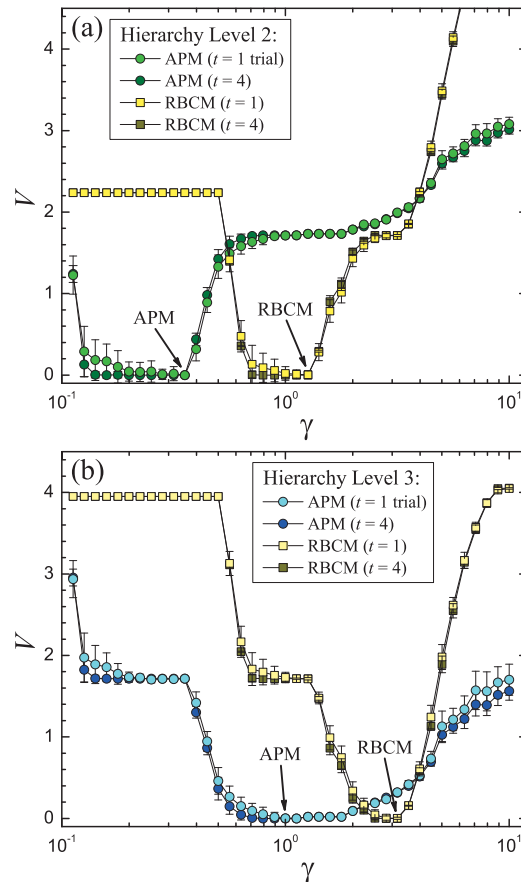 (a)
Hierarchy Level 2:
APM (t = 1 trial)
APM (t = 4)
RBCM (t = 1)
RBCM (t = 4)
4
3
2
1
0
V
APM
RBCM
10⁻¹
10⁰
10¹
γ
(b)
Hierarchy Level 3:
APM (t = 1 trial)
APM (t = 4)
RBCM (t = 1)
RBCM (t = 4)
4
3
2
1
0
V
APM
RBCM
10⁻¹
10⁰
10¹
γ